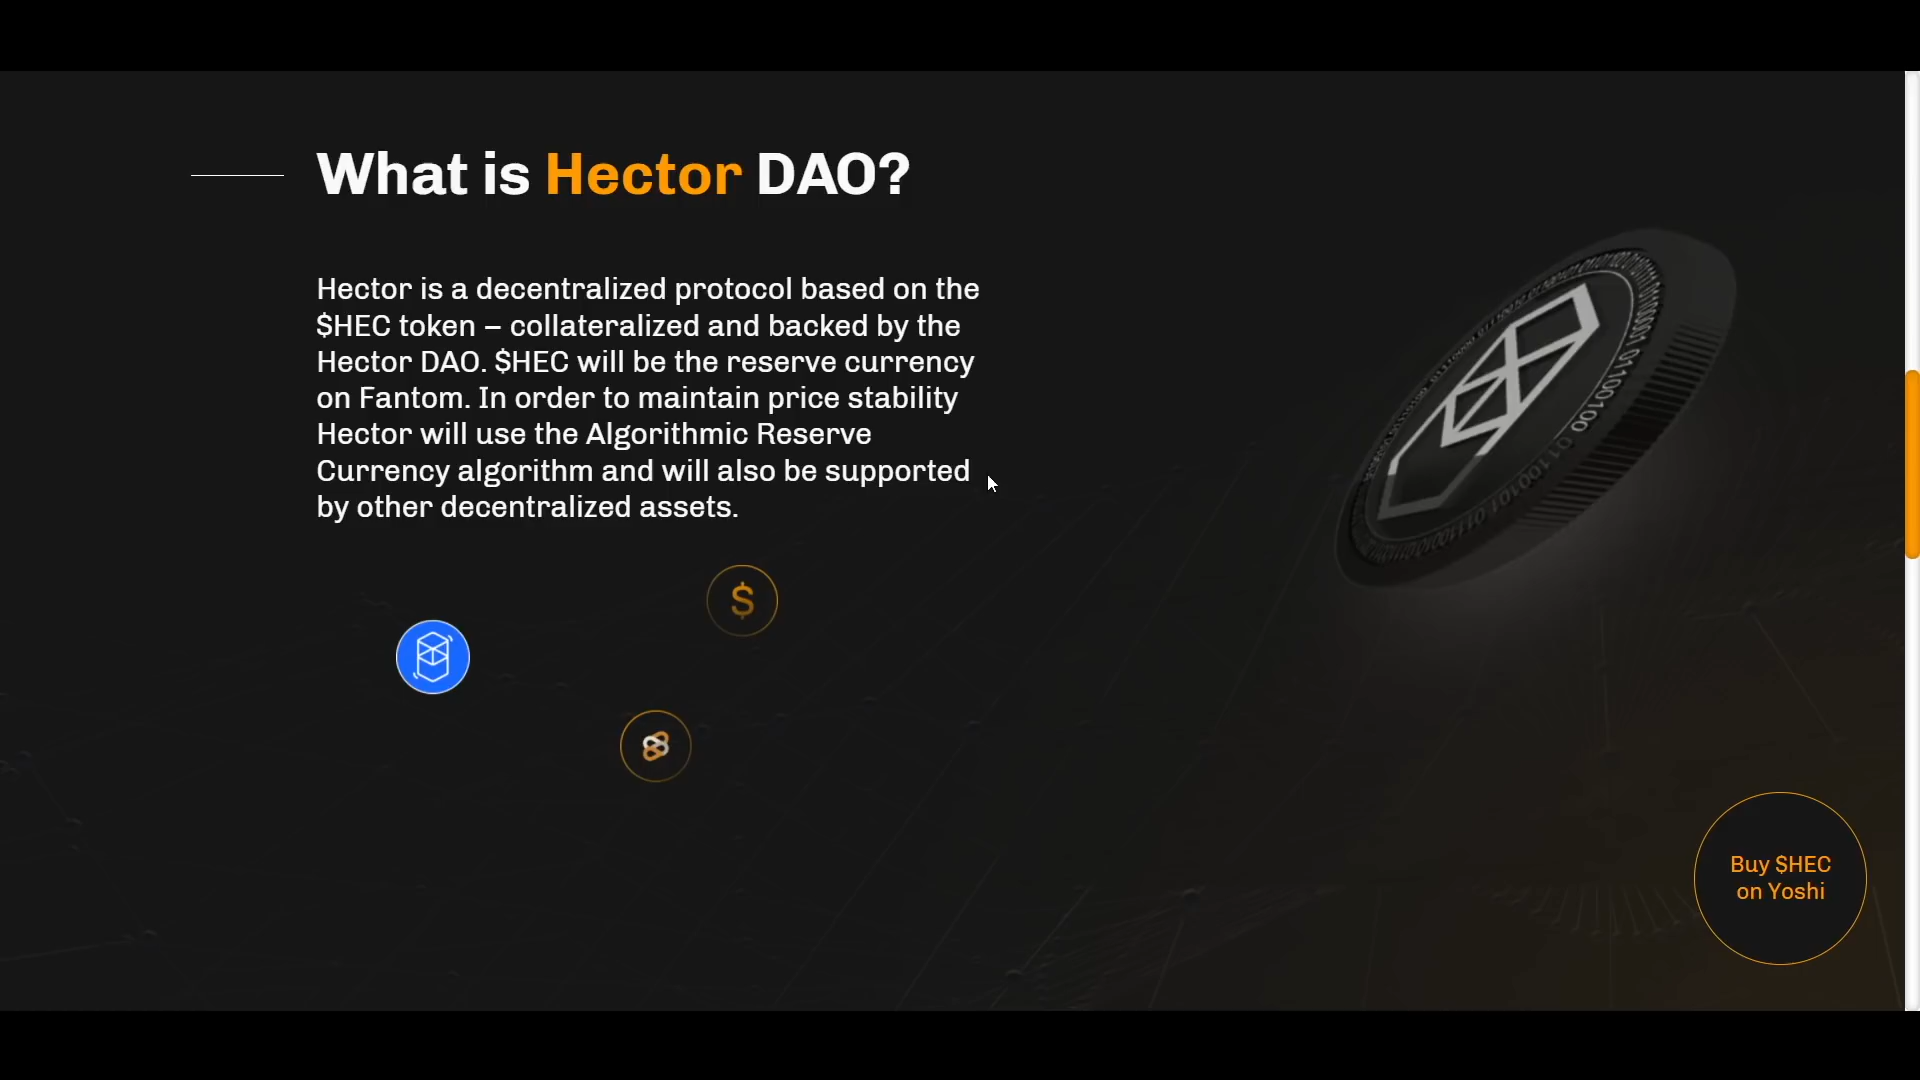 What is Hector DAO?
Hector is a decentralized protocol based on the
$HEC token – collateralized and backed by the
Hector DAO. $HEC will be the reserve currency
on Fantom. In order to maintain price stability
Hector will use the Algorithmic Reserve
Currency algorithm and will also be supported
by other decentralized assets.
$
Buy $HEC
on Yoshi